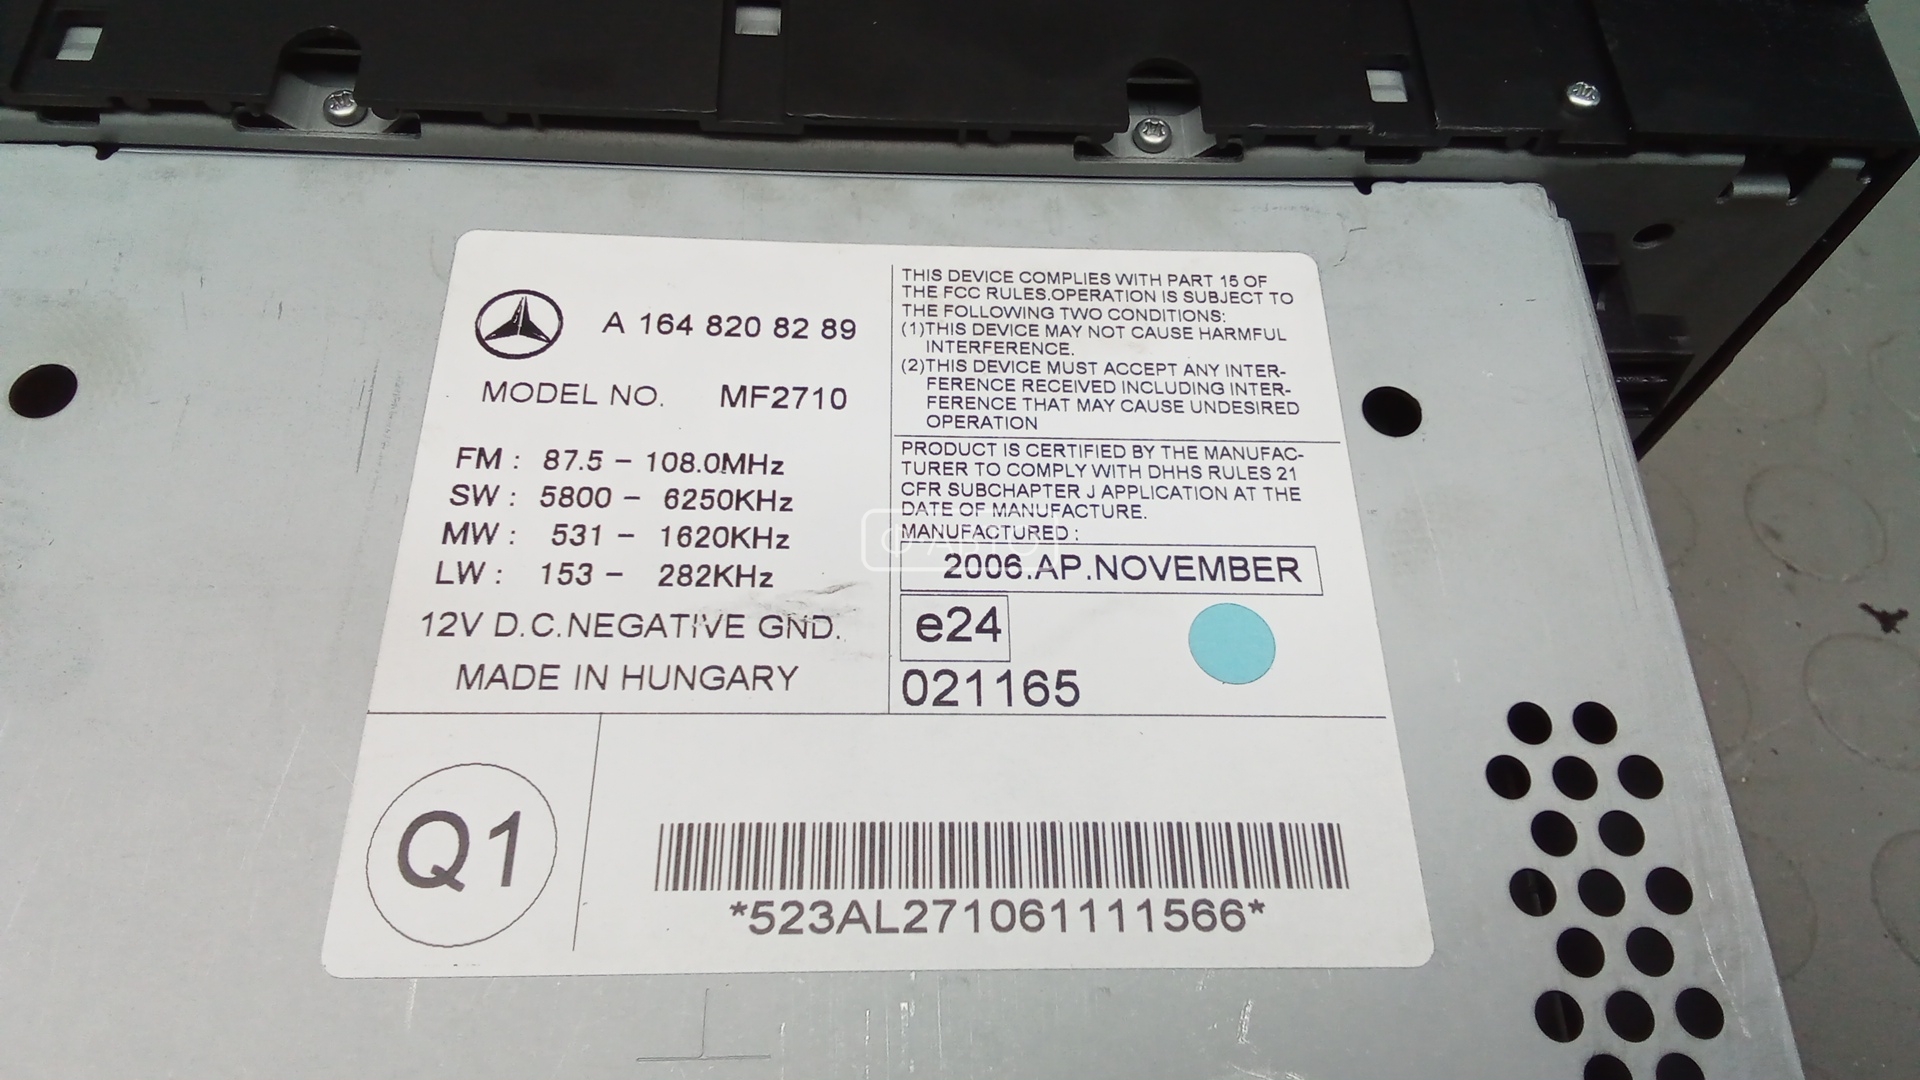 A 164 820 82 89
MODEL NO. MF2710
FM : 87.5 – 108.0MHz
SW : 5800 – 6250KHz
MW : 531 – 1620KHz
LW : 153 – 282KHz
12V D.C.NEGATIVE GND.
MADE IN HUNGARY
THIS DEVICE COMPLIES WITH PART 15 OF
THE FCC RULES.OPERATION IS SUBJECT TO
THE FOLLOWING TWO CONDITIONS:
(1)THIS DEVICE MAY NOT CAUSE HARMFUL
INTERFERENCE.
(2)THIS DEVICE MUST ACCEPT ANY INTER-
FERENCE RECEIVED INCLUDING INTER-
FERENCE THAT MAY CAUSE UNDESIRED
OPERATION
PRODUCT IS CERTIFIED BY THE MANUFAC-
TURER TO COMPLY WITH DHHS RULES 21
CFR SUBCHAPTER J APPLICATION AT THE
DATE OF MANUFACTURE.
MANUFACTURED :
2006.AP.NOVEMBER
e24
021165
Q1
*523AL271061111566*